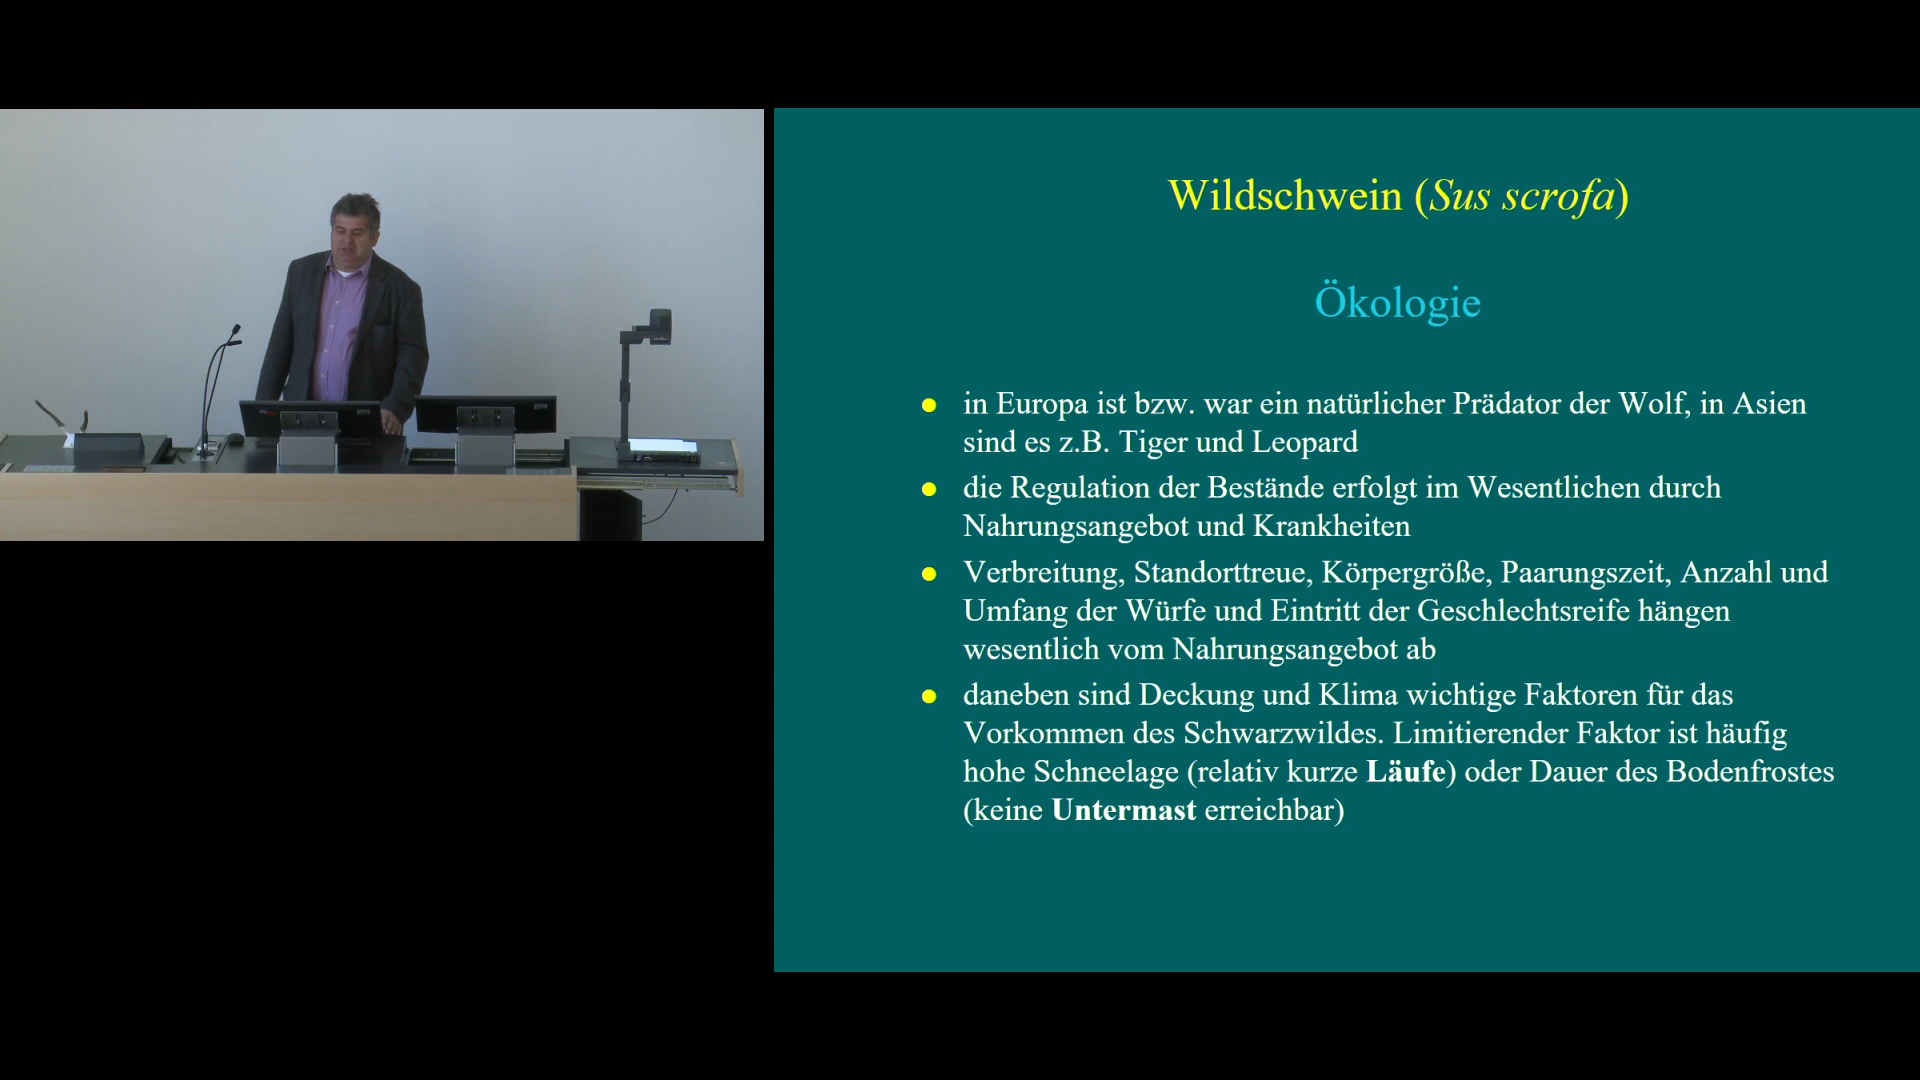 Wildschwein (Sus scrofa)
Ökologie
in Europa ist bzw. war ein natürlicher Prädator der Wolf, in Asien
sind es z.B. Tiger und Leopard
die Regulation der Bestände erfolgt im Wesentlichen durch
Nahrungsangebot und Krankheiten
Verbreitung, Standorttreue, Körpergröße, Paarungszeit, Anzahl und
Umfang der Würfe und Eintritt der Geschlechtsreife hängen
wesentlich vom Nahrungsangebot ab
daneben sind Deckung und Klima wichtige Faktoren für das
Vorkommen des Schwarzwildes. Limitierender Faktor ist häufig
hohe Schneelage (relativ kurze Läufe) oder Dauer des Bodenfrostes
(keine Untermast erreichbar)